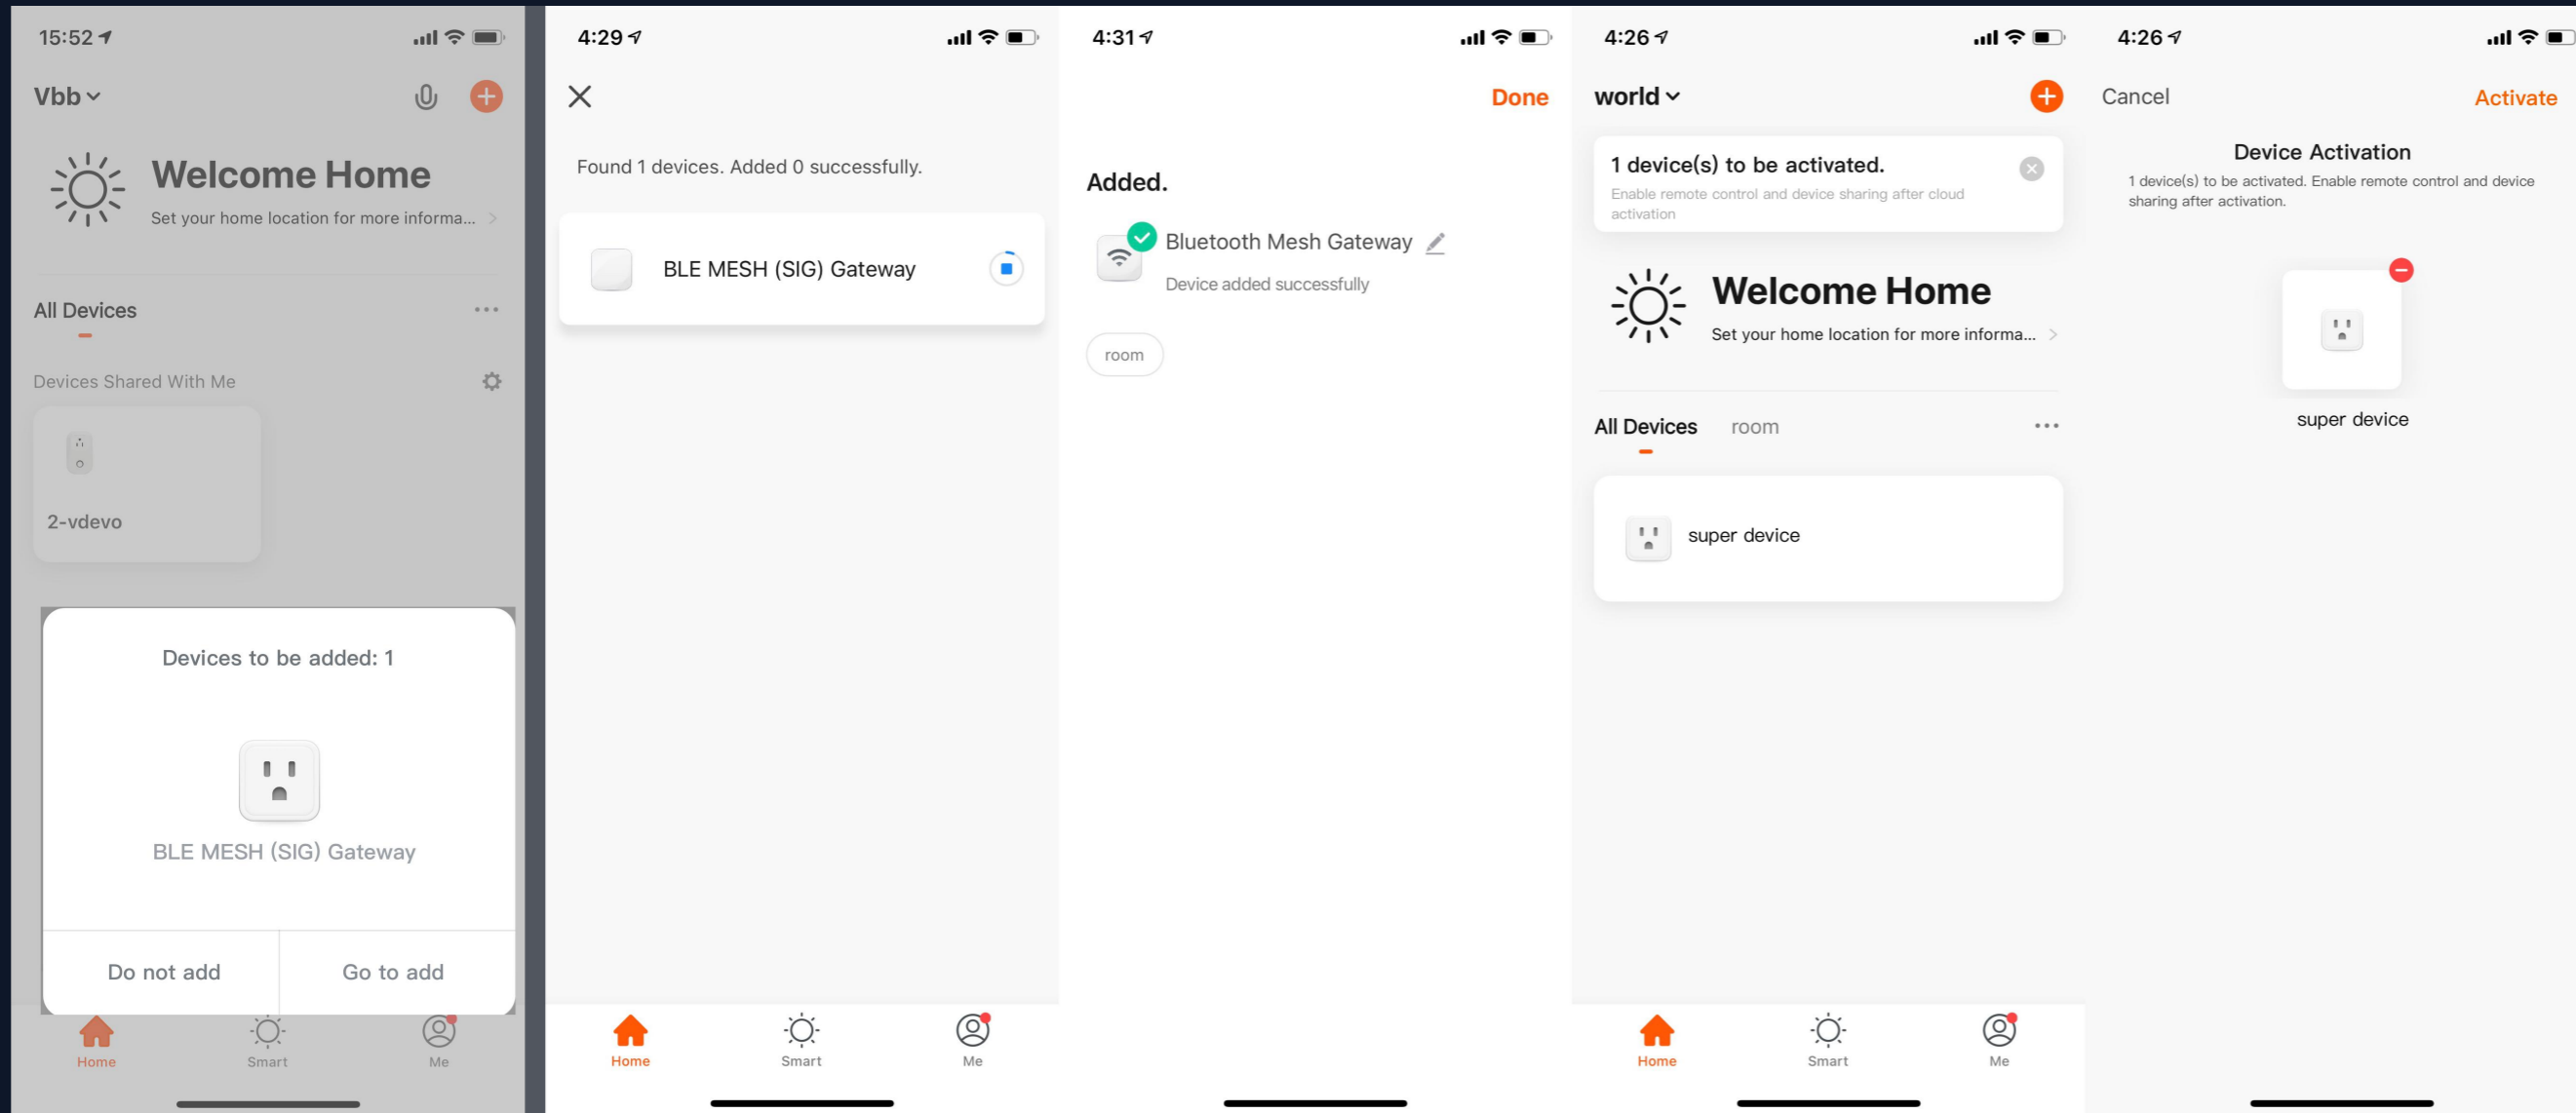 15:52
Vbb
Welcome Home
Set your home location for more informa...
All Devices
Devices Shared With Me
2-vdevo
Devices to be added: 1
BLE MESH (SIG) Gateway
Do not add
Go to add
Home
Smart
Me
4:29
Found 1 devices. Added 0 successfully.
BLE MESH (SIG) Gateway
Home
Smart
Me
4:31
Done
Added.
Bluetooth Mesh Gateway
Device added successfully
room
4:26
world
1 device(s) to be activated.
Enable remote control and device sharing after cloud
activation
Welcome Home
Set your home location for more informa...
All Devices
room
super device
Home
Smart
Me
4:26
Cancel
Activate
Device Activation
1 device(s) to be activated. Enable remote control and device
sharing after activation.
super device